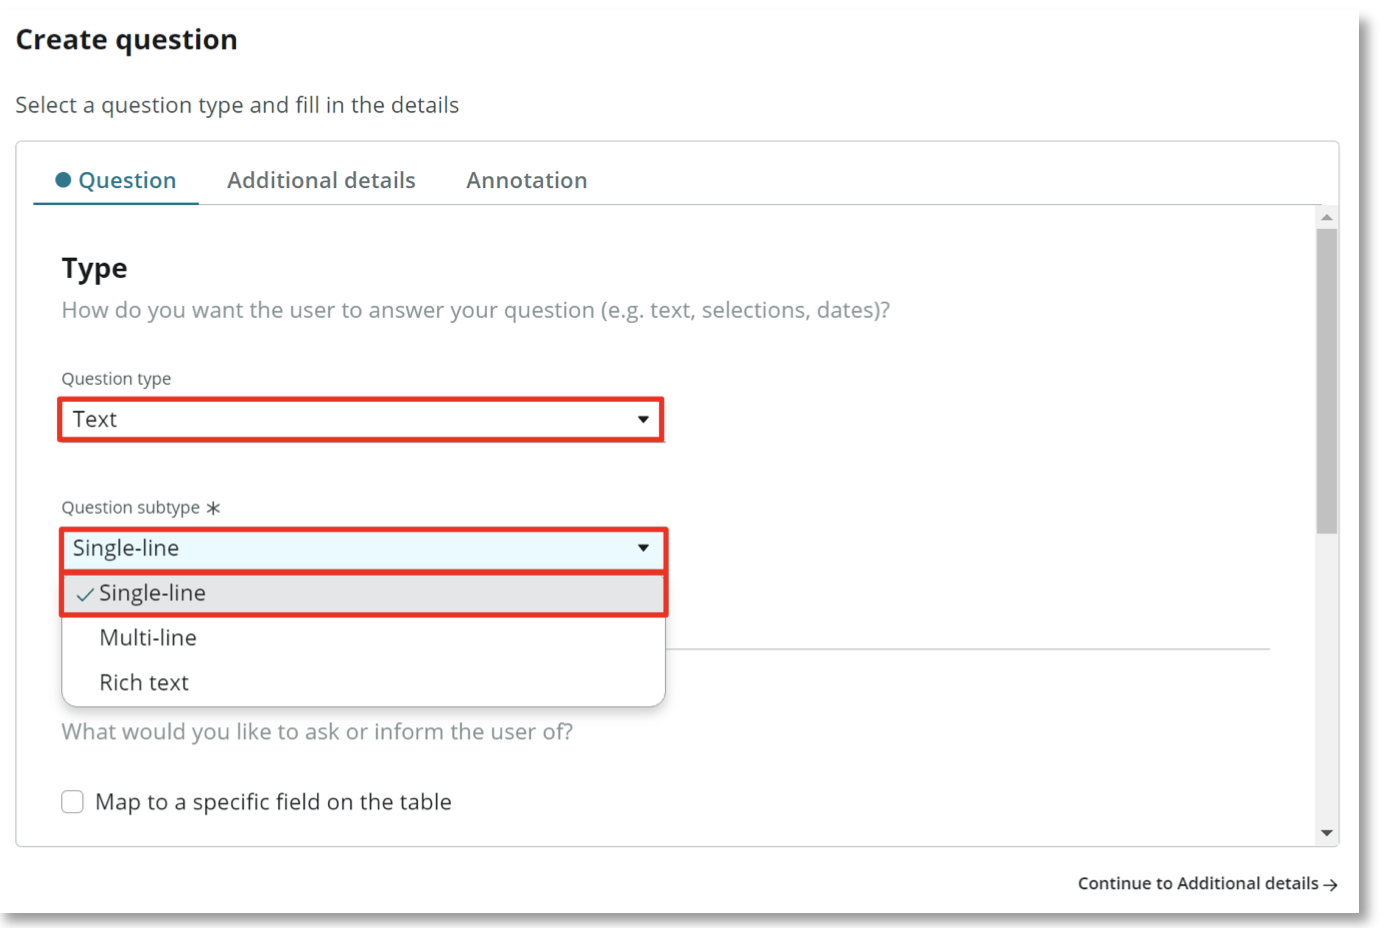 Create question
Select a question type and fill in the details
Question Additional details Annotation
Type
How do you want the user to answer your question (e.g. text, selections, dates)?
Question type
Text
Question subtype *
Single-line
Single-line
Multi-line
Rich text
What would you like to ask or inform the user of?
Map to a specific field on the table
Continue to Additional details →